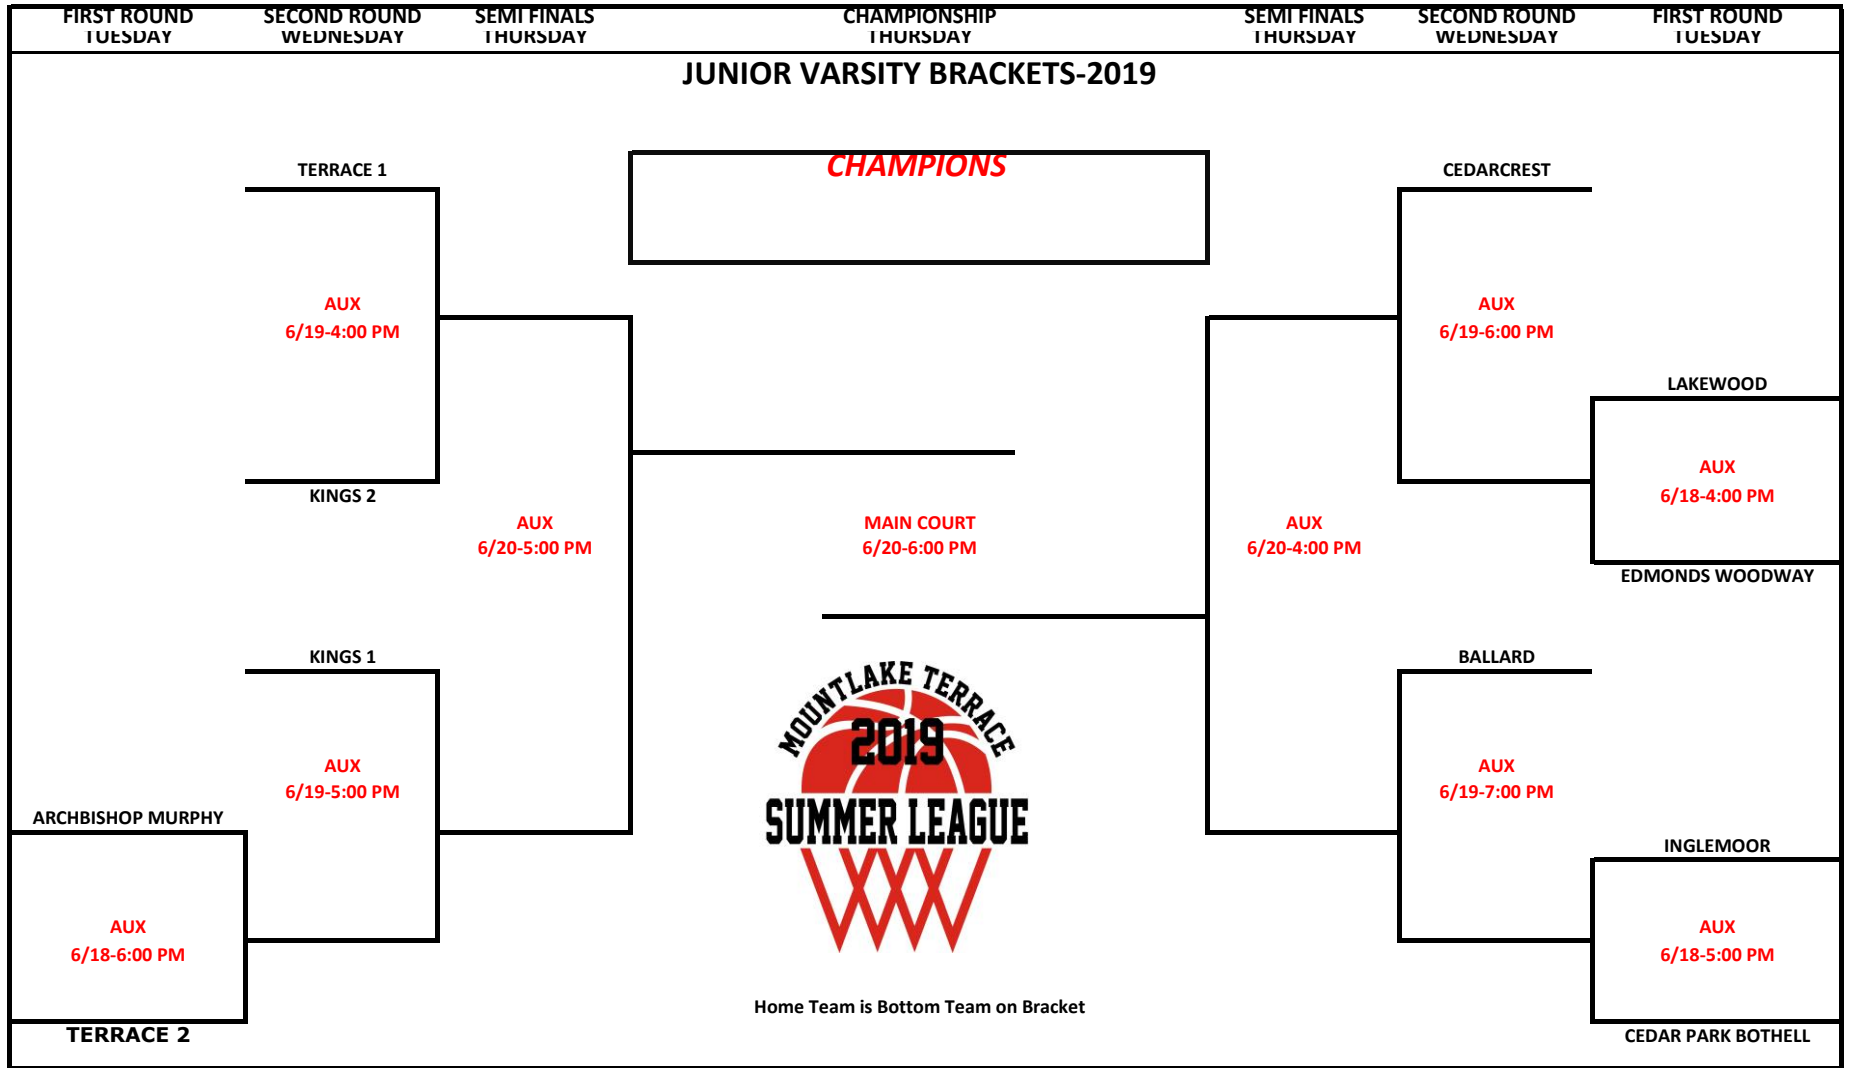 FIRST ROUND SECOND ROUND SEMI FINALS CHAMPIONSHIP SEMI FINALS SECOND ROUND FIRST ROUND
TUESDAY WEDNESDAY THURSDAY THURSDAY THURSDAY WEDNESDAY TUESDAY
JUNIOR VARSITY BRACKETS-2019
CHAMPIONS
TERRACE 1
CEDARCREST
AUX
6/19-4:00 PM
AUX
6/19-6:00 PM
LAKEWOOD
AUX
6/18-4:00 PM
KINGS 2
AUX
6/20-5:00 PM
MAIN COURT
6/20-6:00 PM
AUX
6/20-4:00 PM
EDMONDS WOODWAY
KINGS 1
BALLARD
MOUNTLAKE TERRACE
2019
SUMMER LEAGUE
AUX
6/19-5:00 PM
AUX
6/19-7:00 PM
ARCHBISHOP MURPHY
INGLEMOOR
AUX
6/18-6:00 PM
AUX
6/18-5:00 PM
Home Team is Bottom Team on Bracket
TERRACE 2
CEDAR PARK BOTHELL